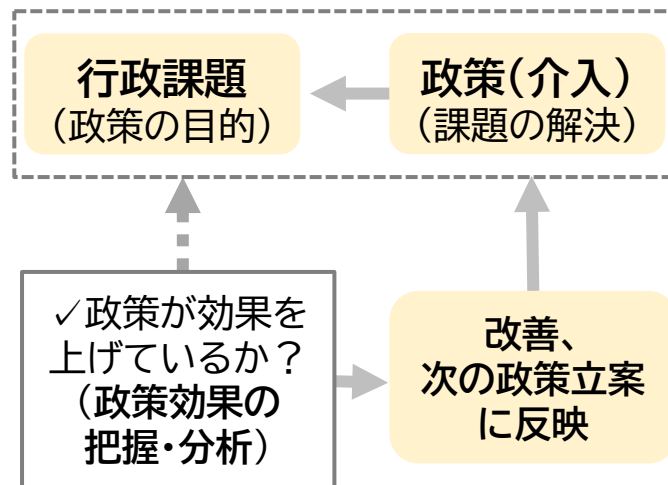 行政課題
（政策の目的）
政策（介入）
（課題の解決）
✓政策が効果を
上げているか？
（政策効果の
把握・分析）
改善、
次の政策立案
に反映